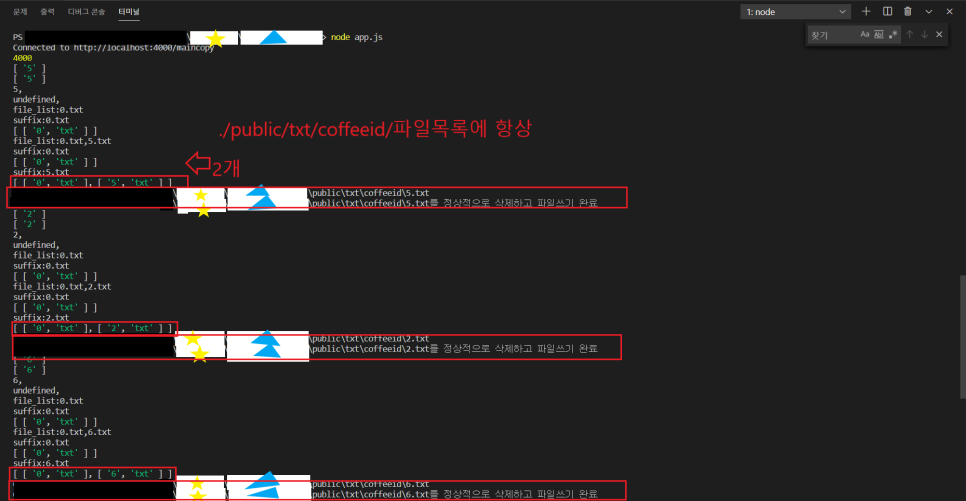 문제 출력 디버그 콘솔 터미널
1: node
찾기
Aa Abl .*
PS > node app.js
Connected to http://localhost:4000/maincopy
4000
[ '5' ]
[ '5' ]
5,
undefined,
file_list:0.txt
suffix:0.txt
[ [ '0', 'txt' ] ]
file_list:0.txt,5.txt
suffix:0.txt
[ [ '0', 'txt' ] ]
suffix:5.txt
[ [ '0', 'txt' ], [ '5', 'txt' ] ]
./public/txt/coffeeid/파일목록에 항상
2개
\public\txt\coffeeid\5.txt
\public\txt\coffeeid\5.txt를 정상적으로 삭제하고 파일쓰기 완료
[ '2' ]
[ '2' ]
2,
undefined,
file_list:0.txt
suffix:0.txt
[ [ '0', 'txt' ] ]
file_list:0.txt,2.txt
suffix:0.txt
[ [ '0', 'txt' ] ]
suffix:2.txt
[ [ '0', 'txt' ], [ '2', 'txt' ] ]
\public\txt\coffeeid\2.txt
\public\txt\coffeeid\2.txt를 정상적으로 삭제하고 파일쓰기 완료
[ '6' ]
[ '6' ]
6,
undefined,
file_list:0.txt
suffix:0.txt
[ [ '0', 'txt' ] ]
file_list:0.txt,6.txt
suffix:0.txt
[ [ '0', 'txt' ] ]
suffix:6.txt
[ [ '0', 'txt' ], [ '6', 'txt' ] ]
\public\txt\coffeeid\6.txt
\public\txt\coffeeid\6.txt를 정상적으로 삭제하고 파일쓰기 완료